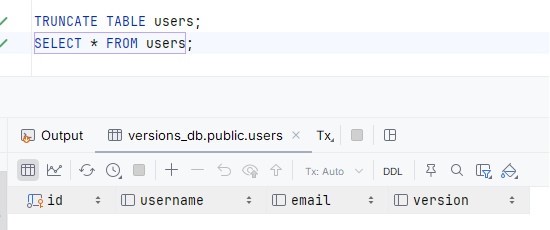 TRUNCATE TABLE users;
SELECT * FROM users;
Output versions_db.public.users Tx
Tx: Auto DDL
id username email version